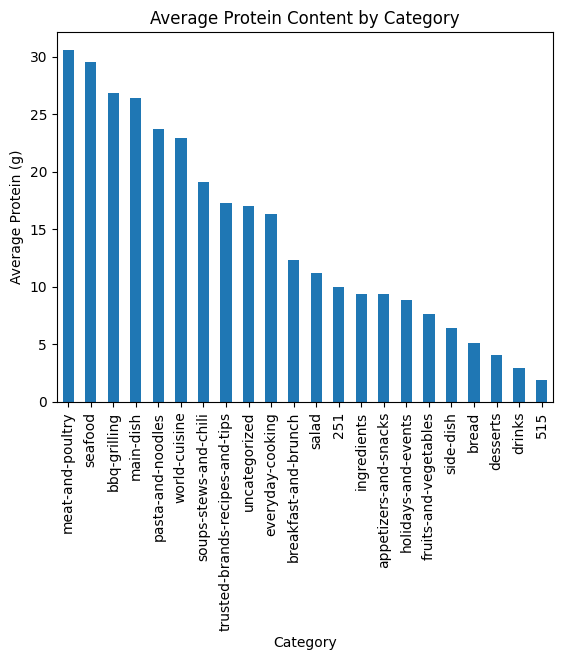 Average Protein Content by Category
Average Protein (g)
30
25
20
15
10
5
0
meat-and-poultry
seafood
bbq-grilling
main-dish
pasta-and-noodles
world-cuisine
soups-stews-and-chili
trusted-brands-recipes-and-tips
uncategorized
everyday-cooking
breakfast-and-brunch
salad
251
ingredients
appetizers-and-snacks
holidays-and-events
fruits-and-vegetables
side-dish
bread
desserts
drinks
515
Category